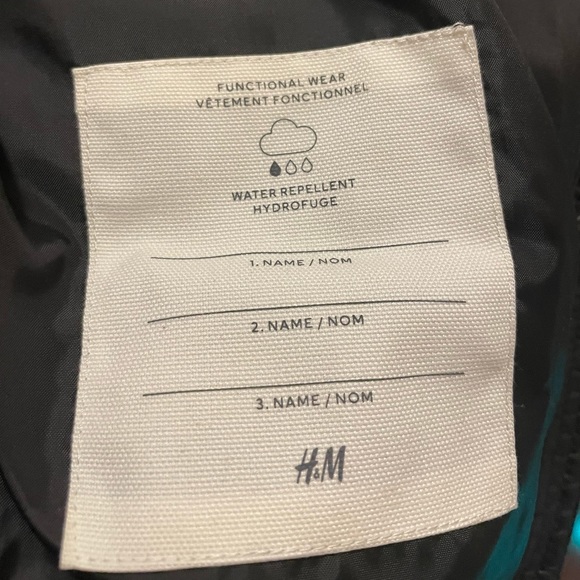 FUNCTIONAL WEAR
VÊTEMENT FONCTIONNEL
WATER REPELLENT
HYDROFUGE
1. NAME / NOM
2. NAME / NOM
3. NAME / NOM
H&M